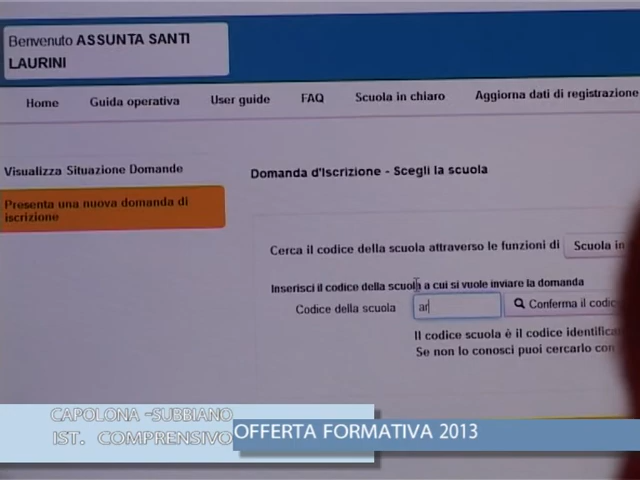 Benvenuto ASSUNTA SANTI
LAURINI
Home Guida operativa User guide FAQ Scuola in chiaro Aggiorna dati di registrazione
Visualizza Situazione Domande
Presenta una nuova domanda di
iscrizione
Domanda d'Iscrizione - Scegli la scuola
Cerca il codice della scuola attraverso le funzioni di Scuola in
Inserisci il codice della scuola a cui si vuole inviare la domanda
Codice della scuola ar Conferma il codic
Il codice scuola è il codice identifica
Se non lo conosci puoi cercarlo con
CAPOLONA -SUBBIANO
IST. COMPRENSIVO
OFFERTA FORMATIVA 2013